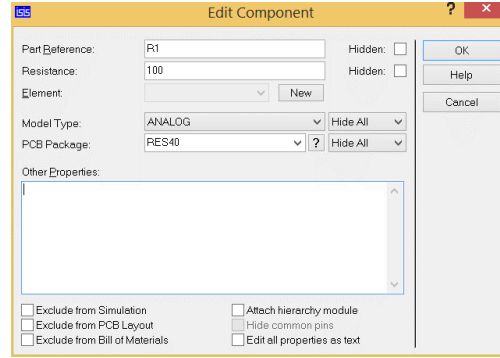 ISIS Edit Component ? ×
Part Reference: R1 Hidden: OK
Resistance: 100 Hidden: Help
Element: New Cancel
Model Type: ANALOG Hide All
PCB Package: RES40 ? Hide All
Other Properties:
Exclude from Simulation Attach hierarchy module
Exclude from PCB Layout Hide common pins
Exclude from Bill of Materials Edit all properties as text